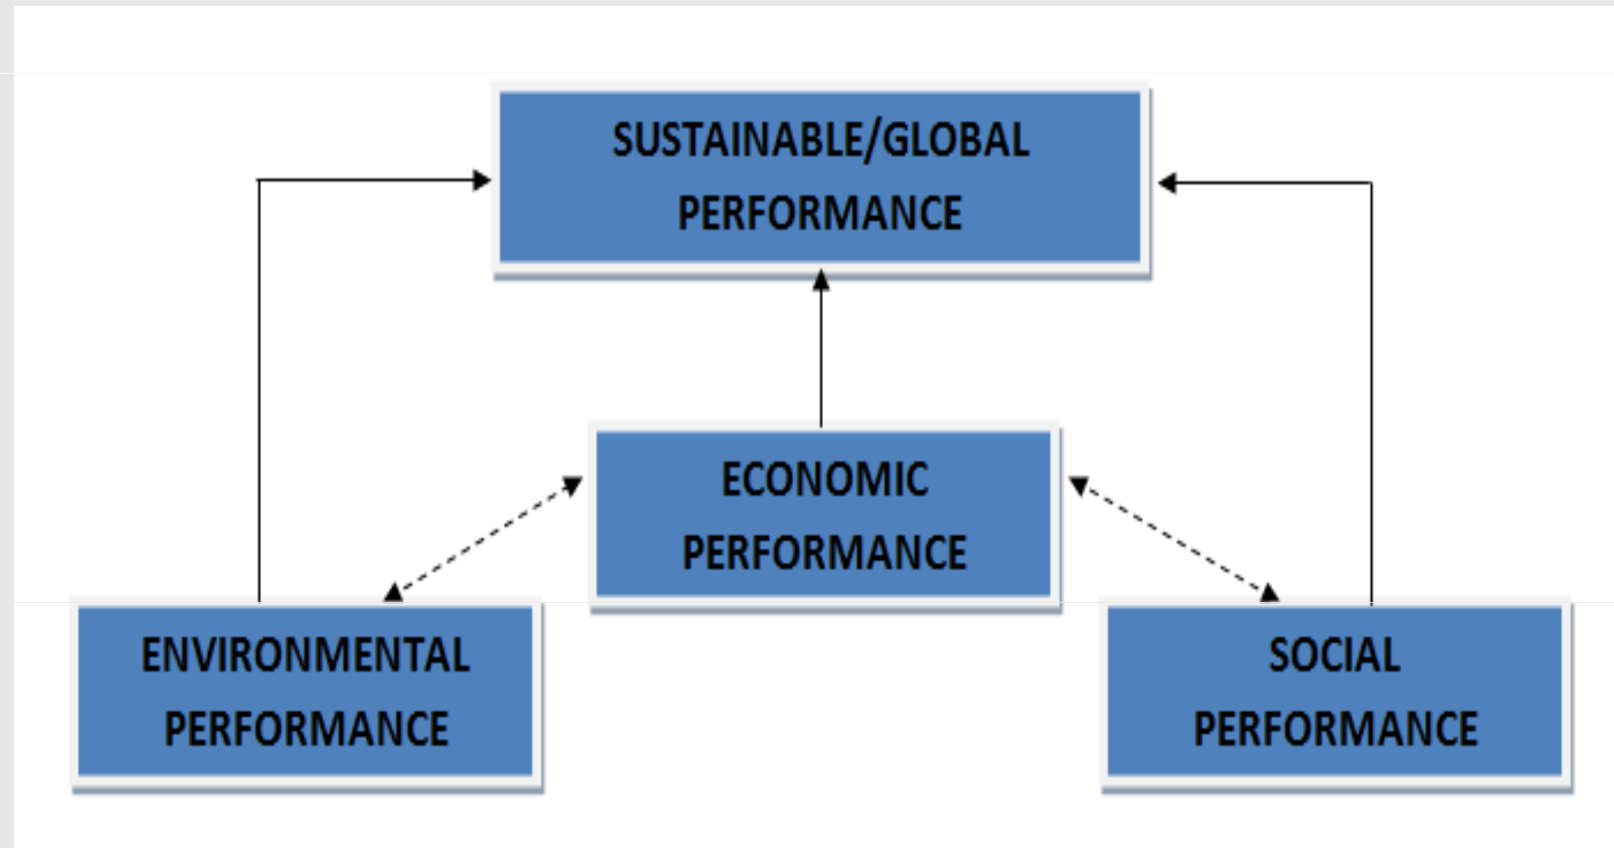 SUSTAINABLE/GLOBAL
PERFORMANCE
ECONOMIC
PERFORMANCE
ENVIRONMENTAL
PERFORMANCE
SOCIAL
PERFORMANCE